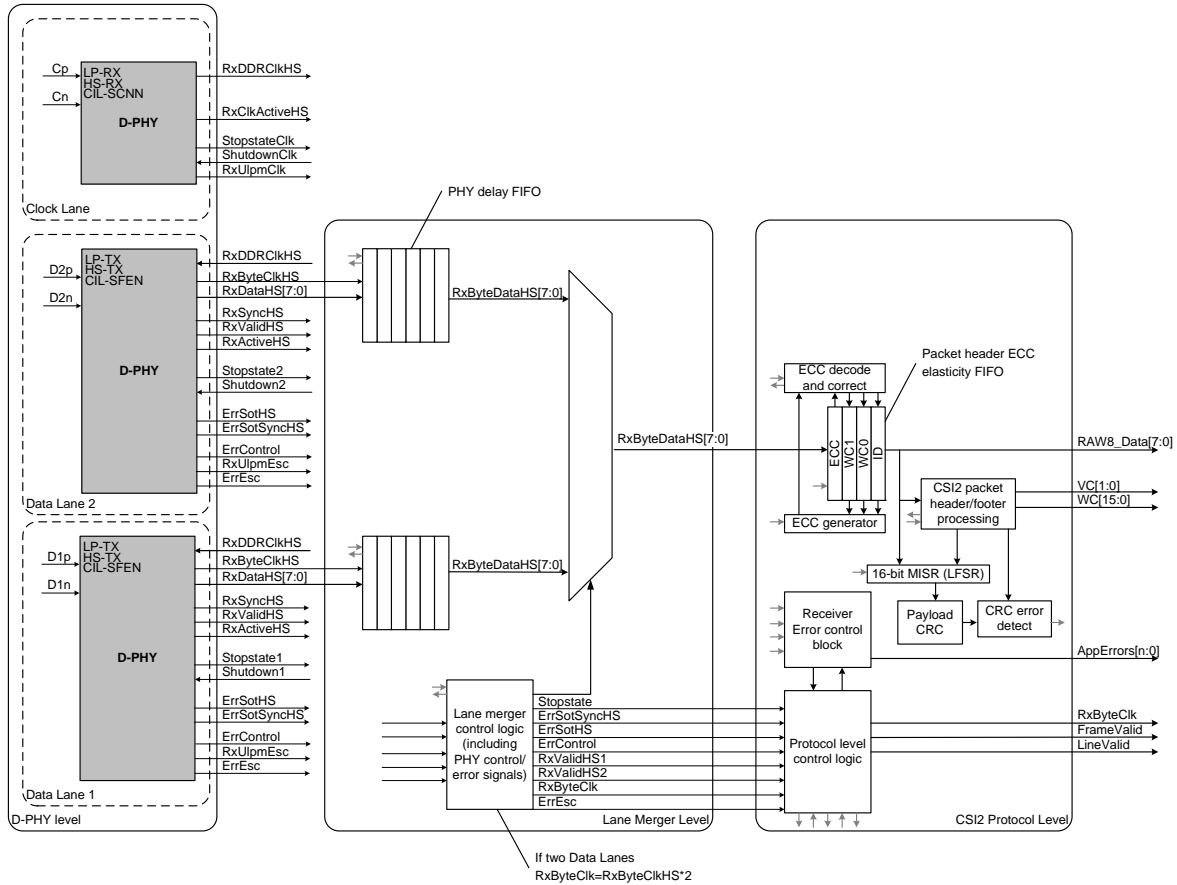 Cp
Cn
LP-RX
HS-RX
CIL-SCNN
D-PHY
RxDDRClkHS
RxClkActiveHS
StopstateClk
ShutdownClk
RxUlpmClk
Clock Lane
D2p
D2n
LP-TX
HS-TX
CIL-SFEN
D-PHY
RxDDRClkHS
RxByteClkHS
RxDataHS[7:0]
RxSyncHS
RxValidHS
RxActiveHS
Stopstate2
Shutdown2
ErrSotHS
ErrSotSyncHS
ErrControl
RxUlpmEsc
ErrEsc
Data Lane 2
D1p
D1n
LP-TX
HS-TX
CIL-SFEN
D-PHY
RxDDRClkHS
RxByteClkHS
RxDataHS[7:0]
RxSyncHS
RxValidHS
RxActiveHS
Stopstate1
Shutdown1
ErrSotHS
ErrSotSyncHS
ErrControl
RxUlpmEsc
ErrEsc
Data Lane 1
D-PHY level
PHY delay FIFO
RxByteDataHS[7:0]
RxByteDataHS[7:0]
RxByteDataHS[7:0]
Lane merger
control logic
(including
PHY control/
error signals)
Stopstate
ErrSotSyncHS
ErrSotHS
ErrControl
RxValidHS1
RxValidHS2
RxByteClk
ErrEsc
Lane Merger Level
If two Data Lanes
RxByteClk=RxByteClkHS*2
Packet header ECC
elasticity FIFO
ECC decode
and correct
ECC
WC1
WC0
ID
ECC generator
CSI2 packet
header/footer
processing
16-bit MISR (LFSR)
Payload
CRC
CRC error
detect
Receiver
Error control
block
Protocol level
control logic
CSI2 Protocol Level
RAW8_Data[7:0]
VC[1:0]
WC[15:0]
AppErrors[n:0]
RxByteClk
FrameValid
LineValid